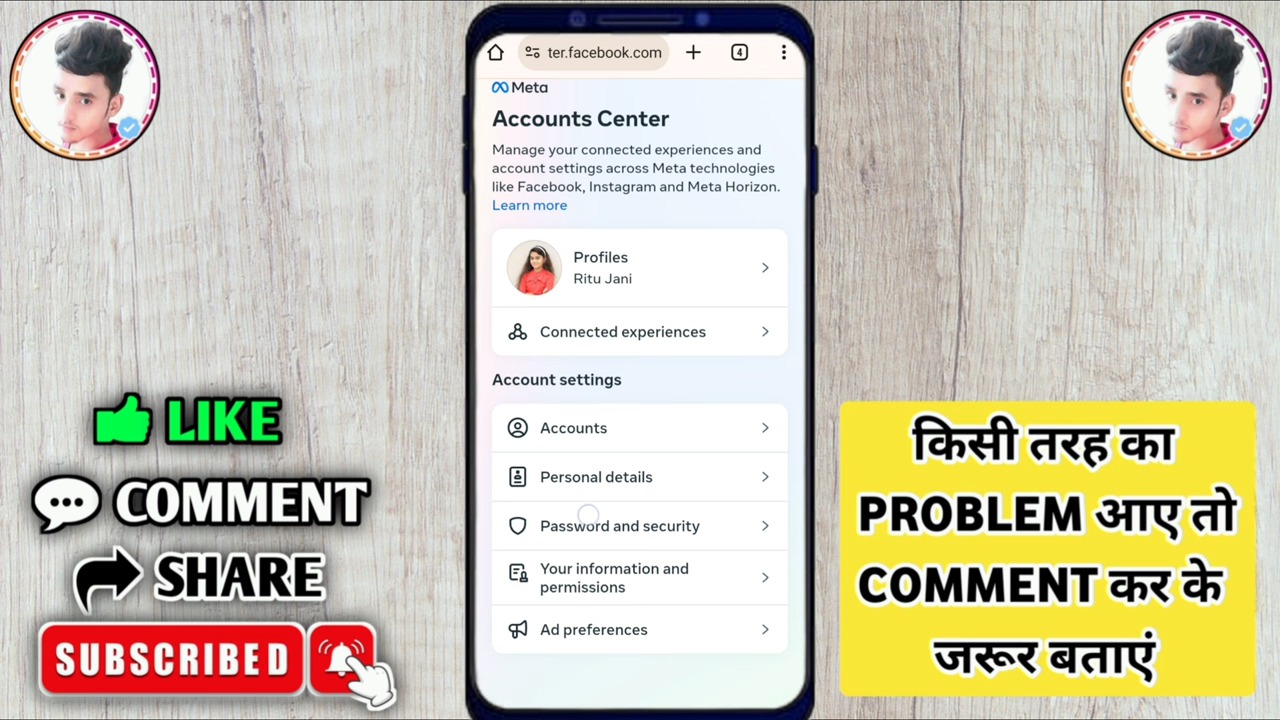 ter.facebook.com
4
Meta
Accounts Center
Manage your connected experiences and
account settings across Meta technologies
like Facebook, Instagram and Meta Horizon.
Learn more
Profiles
Ritu Jani
Connected experiences
Account settings
Accounts
Personal details
Password and security
Your information and
permissions
Ad preferences
LIKE
COMMENT
SHARE
SUBSCRIBED
किसी तरह का
PROBLEM आए तो
COMMENT कर के
जरूर बताएं